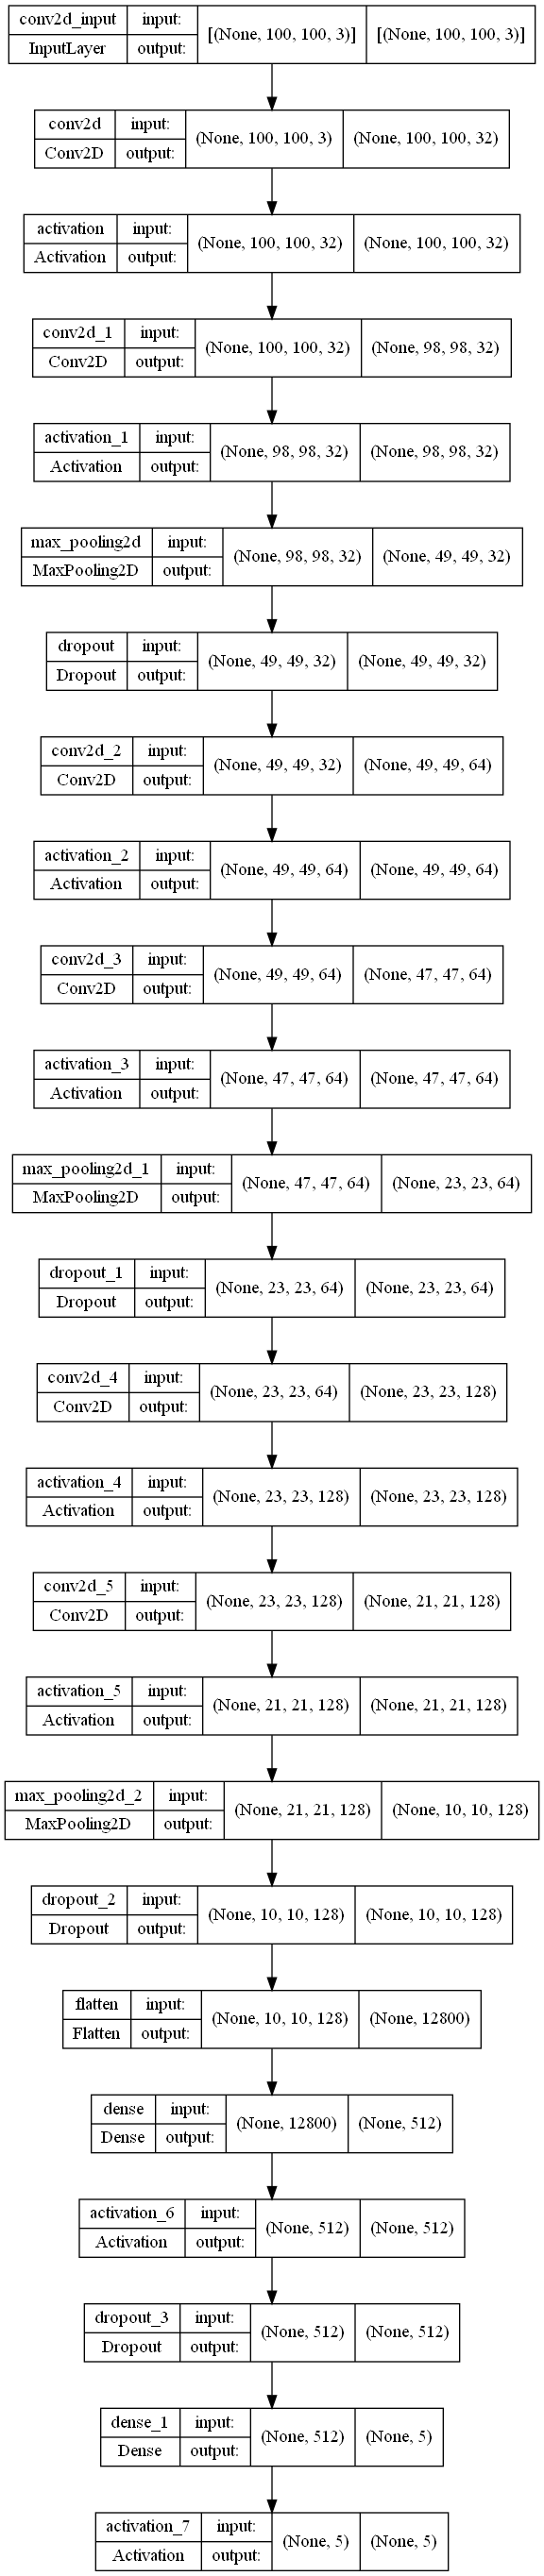 conv2d_input input: [(None, 100, 100, 3)] [(None, 100, 100, 3)]
InputLayer output:
conv2d input: (None, 100, 100, 3) (None, 100, 100, 32)
Conv2D output:
activation input: (None, 100, 100, 32) (None, 100, 100, 32)
Activation output:
conv2d_1 input: (None, 100, 100, 32) (None, 98, 98, 32)
Conv2D output:
activation_1 input: (None, 98, 98, 32) (None, 98, 98, 32)
Activation output:
max_pooling2d input: (None, 98, 98, 32) (None, 49, 49, 32)
MaxPooling2D output:
dropout input: (None, 49, 49, 32) (None, 49, 49, 32)
Dropout output:
conv2d_2 input: (None, 49, 49, 32) (None, 49, 49, 64)
Conv2D output:
activation_2 input: (None, 49, 49, 64) (None, 49, 49, 64)
Activation output:
conv2d_3 input: (None, 49, 49, 64) (None, 47, 47, 64)
Conv2D output:
activation_3 input: (None, 47, 47, 64) (None, 47, 47, 64)
Activation output:
max_pooling2d_1 input: (None, 47, 47, 64) (None, 23, 23, 64)
MaxPooling2D output:
dropout_1 input: (None, 23, 23, 64) (None, 23, 23, 64)
Dropout output:
conv2d_4 input: (None, 23, 23, 64) (None, 23, 23, 128)
Conv2D output:
activation_4 input: (None, 23, 23, 128) (None, 23, 23, 128)
Activation output:
conv2d_5 input: (None, 23, 23, 128) (None, 21, 21, 128)
Conv2D output:
activation_5 input: (None, 21, 21, 128) (None, 21, 21, 128)
Activation output:
max_pooling2d_2 input: (None, 21, 21, 128) (None, 10, 10, 128)
MaxPooling2D output:
dropout_2 input: (None, 10, 10, 128) (None, 10, 10, 128)
Dropout output:
flatten input: (None, 10, 10, 128) (None, 12800)
Flatten output:
dense input: (None, 12800) (None, 512)
Dense output:
activation_6 input: (None, 512) (None, 512)
Activation output:
dropout_3 input: (None, 512) (None, 512)
Dropout output:
dense_1 input: (None, 512) (None, 5)
Dense output:
activation_7 input: (None, 5) (None, 5)
Activation output: